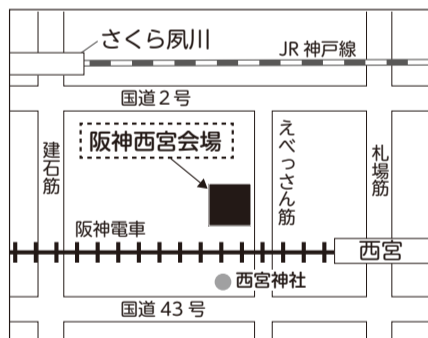 さくら夙川
JR 神戸線
国道2号
阪神西宮会場
建石筋
えべっさん筋
札場筋
阪神電車
西宮
西宮神社
国道 43 号